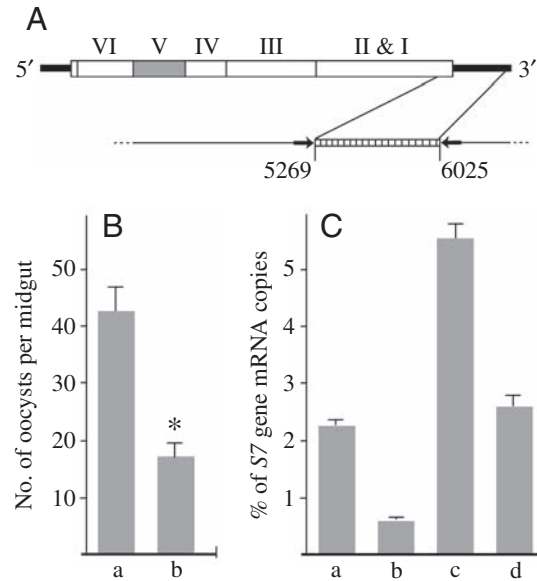 A
VI V IV III II & I
5′ 3′
5269 6025
B
No. of oocysts per midgut
50
40
30
20
10
*
a b
C
% of S7 gene mRNA copies
5
4
3
2
1
a b c d